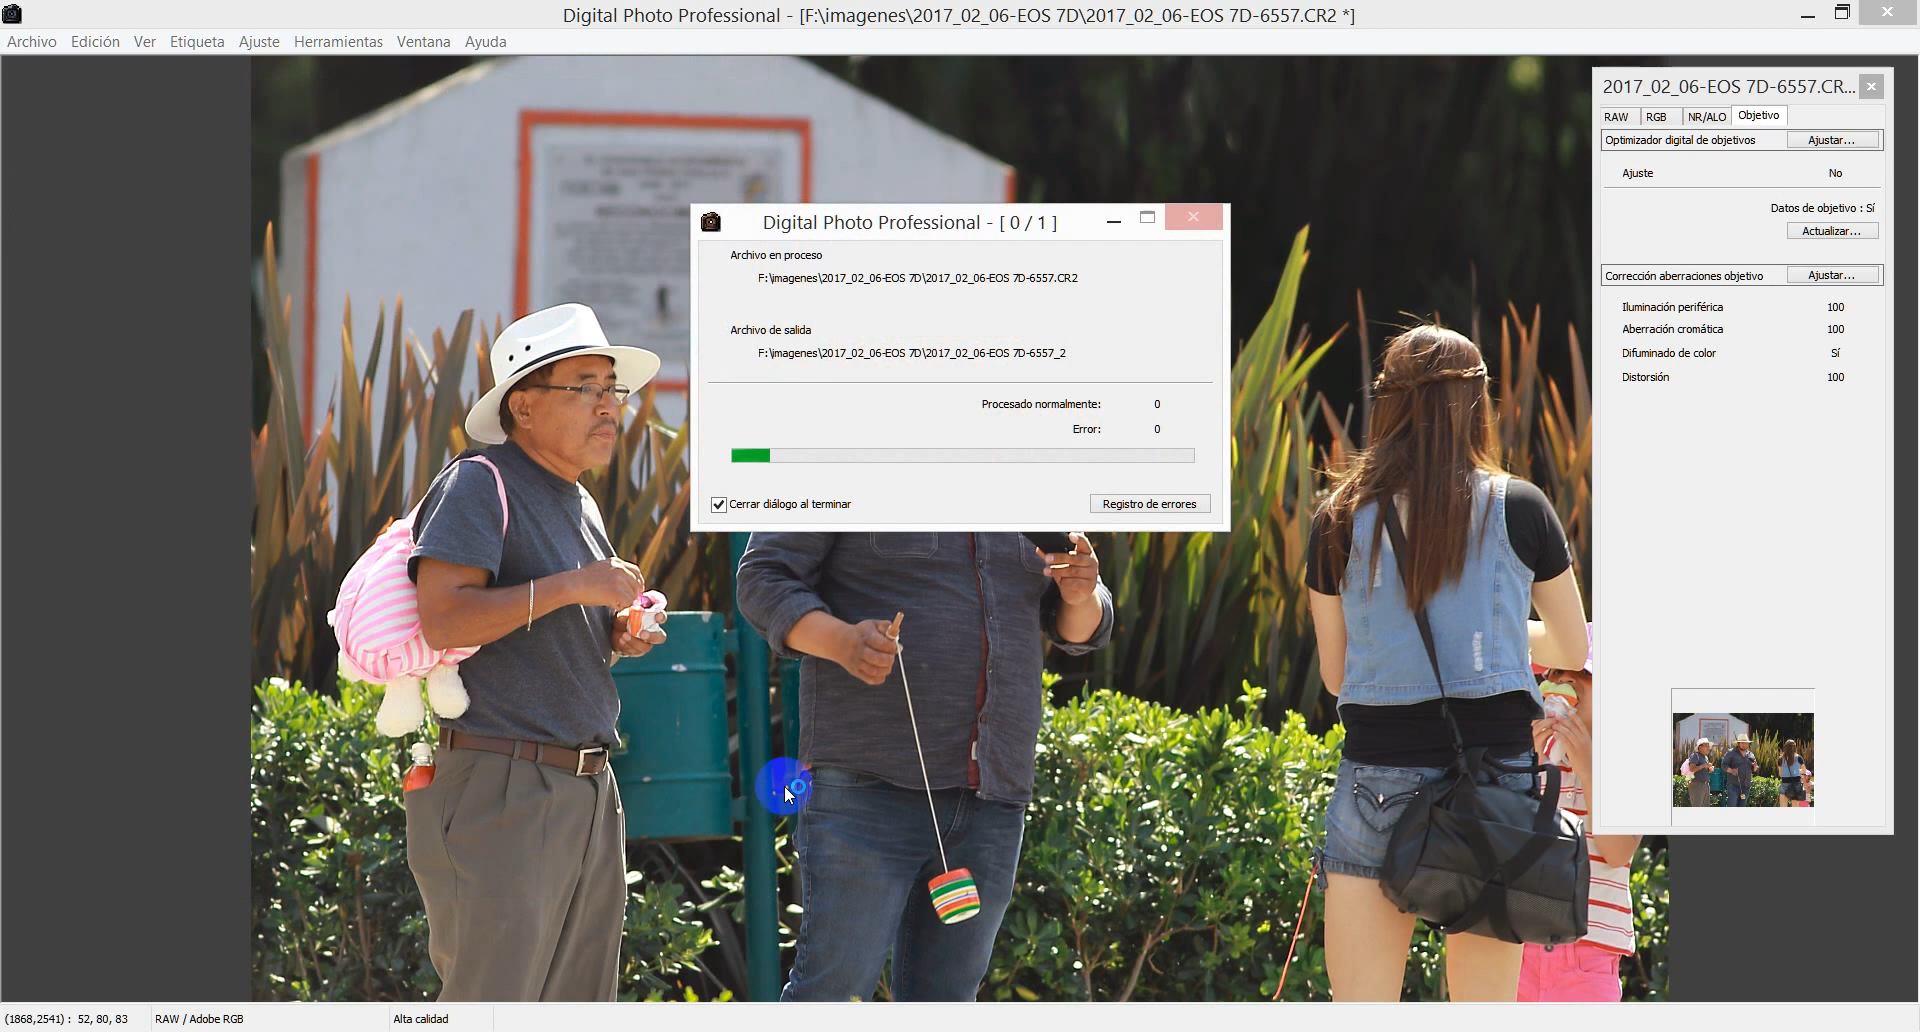 Digital Photo Professional - [F:\imagenes\2017_02_06-EOS 7D\2017_02_06-EOS 7D-6557.CR2 *]
Archivo Edición Ver Etiqueta Ajuste Herramientas Ventana Ayuda
2017_02_06-EOS 7D-6557.CR...
RAW RGB NR/ALO Objetivo
Optimizador digital de objetivos Ajustar...
Ajuste No
Datos de objetivo : Sí
Actualizar...
Corrección aberraciones objetivo Ajustar...
Iluminación periférica 100
Aberración cromática 100
Difuminado de color Sí
Distorsión 100
Digital Photo Professional - [ 0 / 1 ]
Archivo en proceso
F:\imagenes\2017_02_06-EOS 7D\2017_02_06-EOS 7D-6557.CR2
Archivo de salida
F:\imagenes\2017_02_06-EOS 7D\2017_02_06-EOS 7D-6557_2
Procesado normalmente: 0
Error: 0
Cerrar diálogo al terminar Registro de errores
(1868,2541) : 52, 80, 83 RAW / Adobe RGB Alta calidad